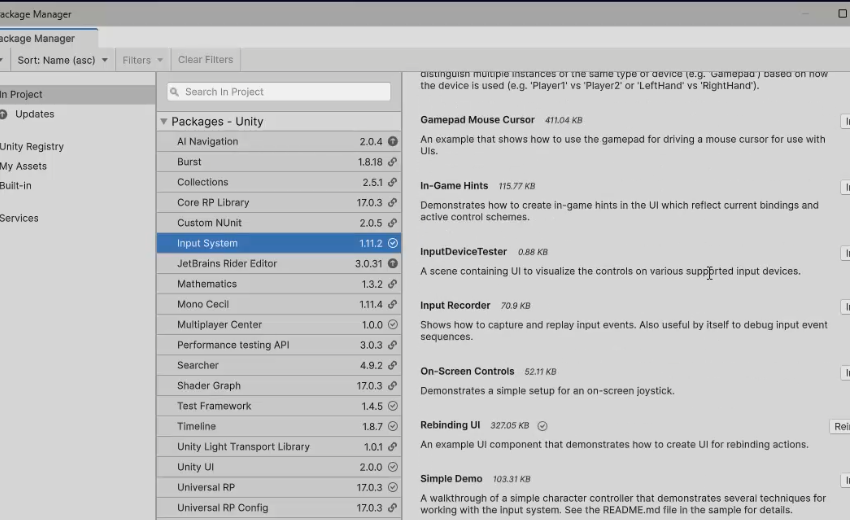 ackage Manager
ackage Manager
Sort: Name (asc) Filters Clear Filters
In Project
Updates
Unity Registry
My Assets
Built-in
Services
Search In Project
Packages - Unity
AI Navigation 2.0.4
Burst 1.8.18
Collections 2.5.1
Core RP Library 17.0.3
Custom NUnit 2.0.5
Input System 1.11.2
JetBrains Rider Editor 3.0.31
Mathematics 1.3.2
Mono Cecil 1.11.4
Multiplayer Center 1.0.0
Performance testing API 3.0.3
Searcher 4.9.2
Shader Graph 17.0.3
Test Framework 1.4.5
Timeline 1.8.7
Unity Light Transport Library 1.0.1
Unity UI 2.0.0
Universal RP 17.0.3
Universal RP Config 17.0.3
distinguish multiple instances of the same type of device (e.g. 'Gamepad') based on how
the device is used (e.g. 'Player1' vs 'Player2' or 'LeftHand' vs 'RightHand').
Gamepad Mouse Cursor 411.04 KB
An example that shows how to use the gamepad for driving a mouse cursor for use with
UIs.
In-Game Hints 115.77 KB
Demonstrates how to create in-game hints in the UI which reflect current bindings and
active control schemes.
InputDeviceTester 0.88 KB
A scene containing UI to visualize the controls on various supported input devices.
Input Recorder 70.9 KB
Shows how to capture and replay input events. Also useful by itself to debug input event
sequences.
On-Screen Controls 52.11 KB
Demonstrates a simple setup for an on-screen joystick.
Rebinding UI 327.05 KB Rei
An example UI component that demonstrates how to create UI for rebinding actions.
Simple Demo 103.31 KB
A walkthrough of a simple character controller that demonstrates several techniques for
working with the input system. See the README.md file in the sample for details.